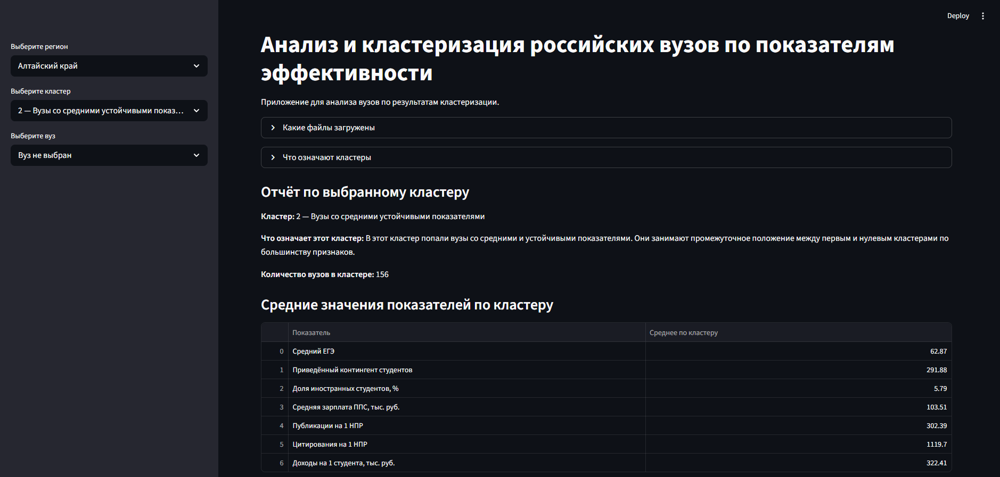 Deploy
Выберите регион
Алтайский край
Выберите кластер
2 — Вузы со средними устойчивыми показ...
Выберите вуз
Вуз не выбран
Анализ и кластеризация российских вузов по показателям
эффективности
Приложение для анализа вузов по результатам кластеризации.
Какие файлы загружены
Что означают кластеры
Отчёт по выбранному кластеру
Кластер: 2 — Вузы со средними устойчивыми показателями
Что означает этот кластер: В этот кластер попали вузы со средними и устойчивыми показателями. Они занимают промежуточное положение между первым и нулевым кластерами по
большинству признаков.
Количество вузов в кластере: 156
Средние значения показателей по кластеру
Показатель Среднее по кластеру
0 Средний ЕГЭ 62.87
1 Приведённый контингент студентов 291.88
2 Доля иностранных студентов, % 5.79
3 Средняя зарплата ППС, тыс. руб. 103.51
4 Публикации на 1 НПР 302.39
5 Цитирования на 1 НПР 1119.7
6 Доходы на 1 студента, тыс. руб. 322.41